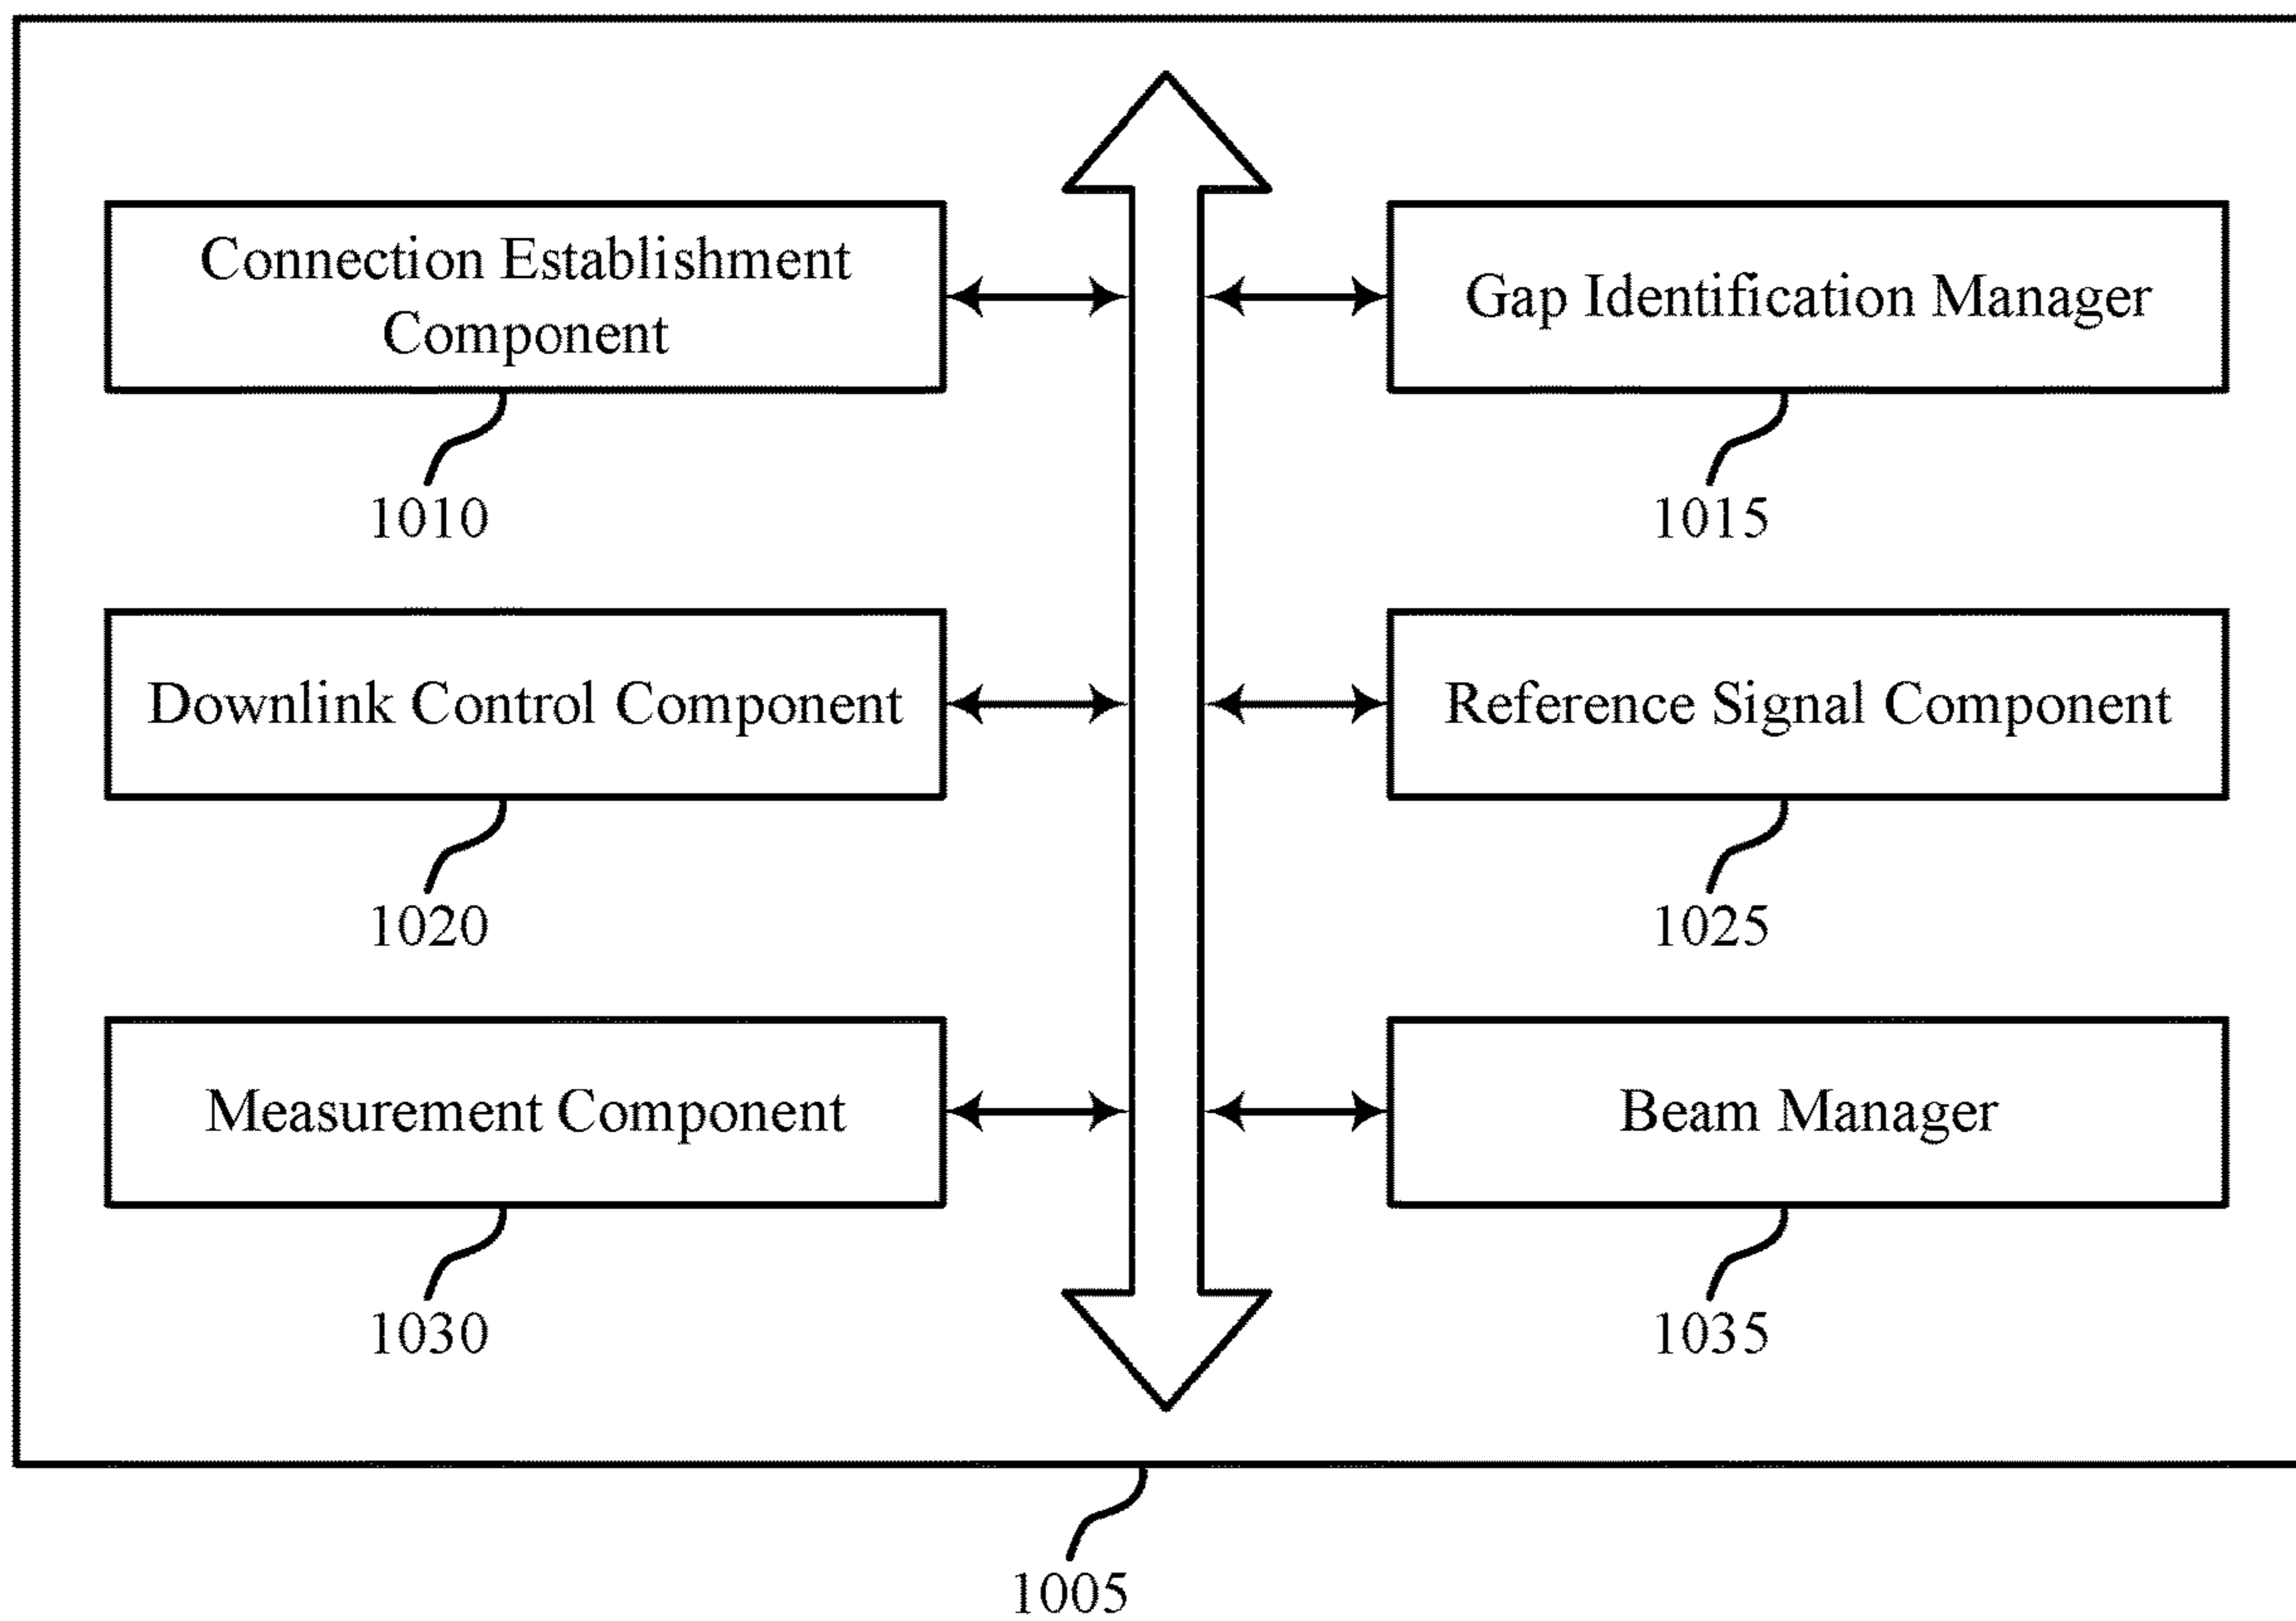 Connection Establishment
Component
Gap Identification Manager
1010
1015
Downlink Control Component
Reference Signal Component
1020
1025
Measurement Component
Beam Manager
1030
1035
1005